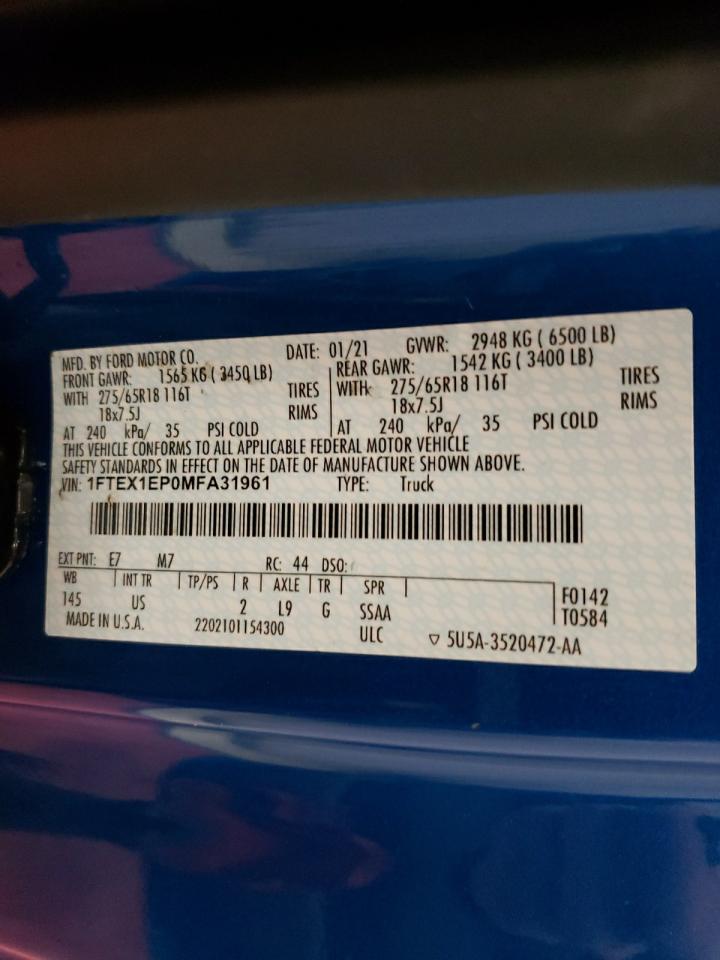 MFD. BY FORD MOTOR CO. DATE: 01/21 GVWR: 2948 KG ( 6500 LB)
FRONT GAWR: 1565 KG ( 3450 LB) REAR GAWR: 1542 KG ( 3400 LB)
WITH 275/65R18 116T TIRES WITH 275/65R18 116T TIRES
18x7.5J RIMS 18x7.5J RIMS
AT 240 kPa/ 35 PSI COLD AT 240 kPa/ 35 PSI COLD
THIS VEHICLE CONFORMS TO ALL APPLICABLE FEDERAL MOTOR VEHICLE
SAFETY STANDARDS IN EFFECT ON THE DATE OF MANUFACTURE SHOWN ABOVE.
VIN: 1FTEX1EP0MFA31961 TYPE: Truck
EXT PNT: E7 M7 RC: 44 DSO:
WB INT TR TP/PS R AXLE TR SPR F0142
145 US 2 L9 G SSAA T0584
MADE IN U.S.A. 2202101154300 ULC ▽ 5U5A-3520472-AA